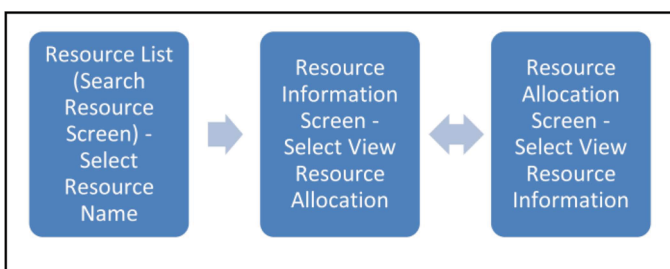 Resource List
(Search
Resource
Screen) -
Select
Resource
Name
Resource
Information
Screen -
Select View
Resource
Allocation
Resource
Allocation
Screen -
Select View
Resource
Information